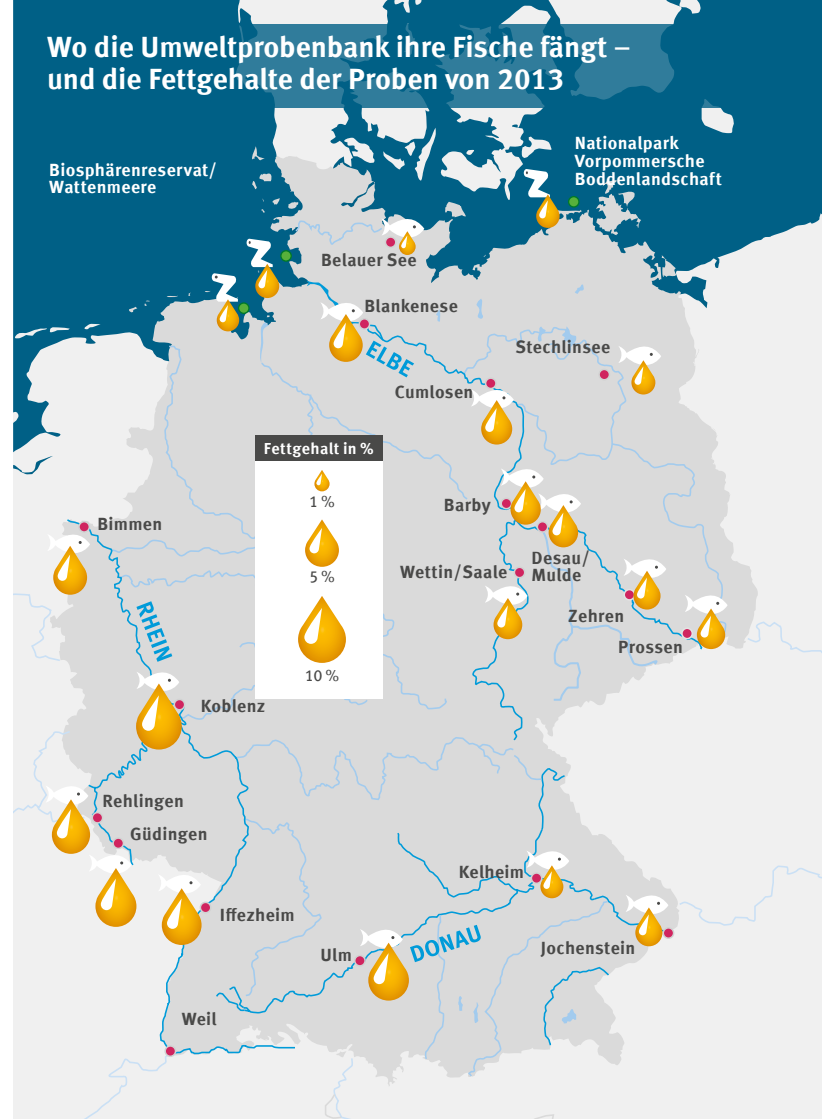 Wo die Umweltprobenbank ihre Fische fängt –
und die Fettgehalte der Proben von 2013
Nationalpark
Vorpommersche
Boddenlandschaft
Biosphärenreservat/
Wattenmeere
Belauer See
Blankenese
ELBE
Stechlinsee
Cumlosen
Fettgehalt in %
1 %
5 %
10 %
Barby
Bimmen
Desau/
Mulde
Wettin/Saale
Zehren
Prossen
RHEIN
Koblenz
Rehlingen
Güdingen
Kelheim
Iffezheim
DONAU
Ulm
Jochenstein
Weil